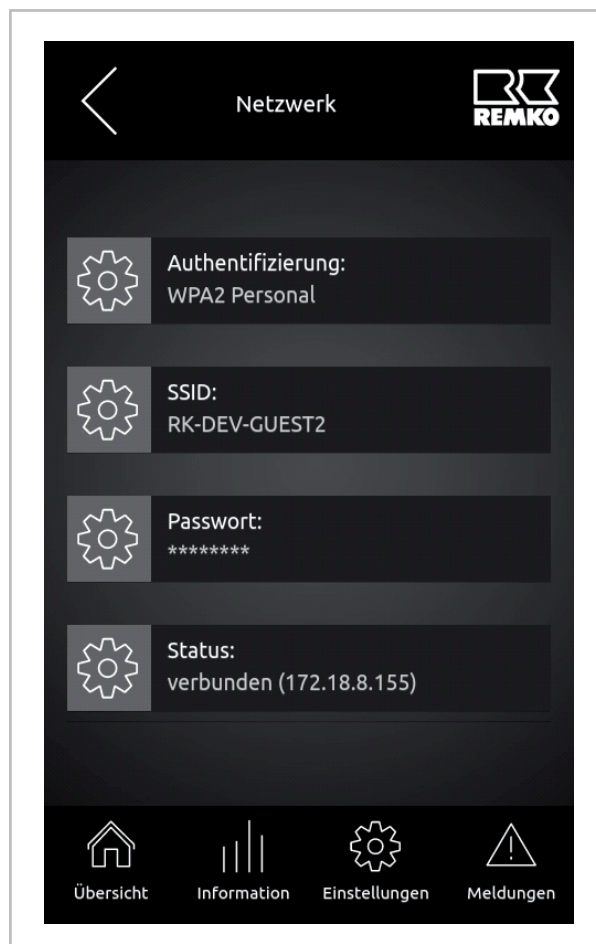 Netzwerk
REMKO
Authentifizierung:
WPA2 Personal
SSID:
RK-DEV-GUEST2
Passwort:
********
Status:
verbunden (172.18.8.155)
Übersicht
Information
Einstellungen
Meldungen